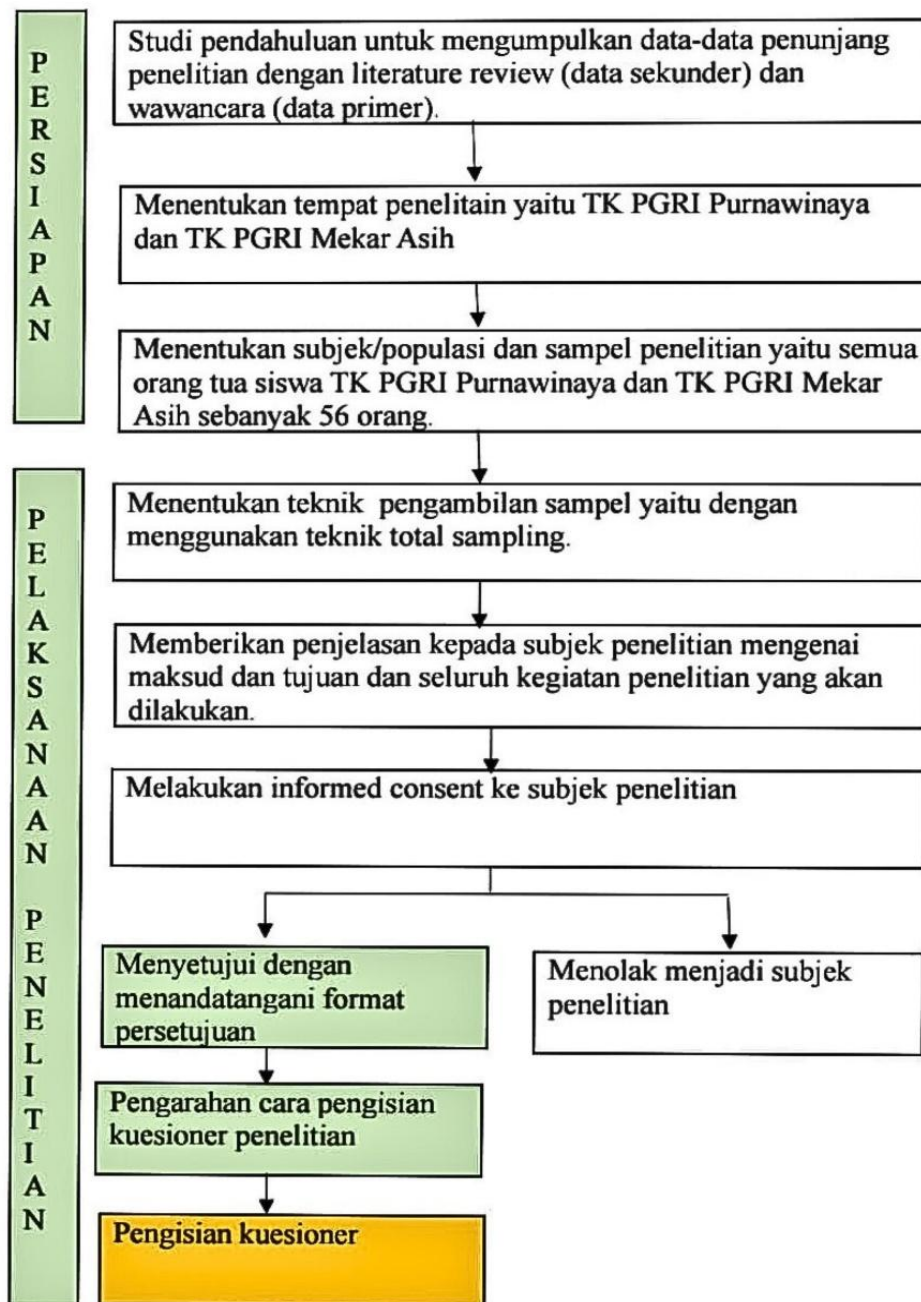 PERSIAPAN
Studi pendahuluan untuk mengumpulkan data-data penunjang
penelitian dengan literature review (data sekunder) dan
wawancara (data primer).
Menentukan tempat penelitain yaitu TK PGRI Purnawinaya
dan TK PGRI Mekar Asih
Menentukan subjek/populasi dan sampel penelitian yaitu semua
orang tua siswa TK PGRI Purnawinaya dan TK PGRI Mekar
Asih sebanyak 56 orang.
PELAKSANAAN PENELITIAN
Menentukan teknik pengambilan sampel yaitu dengan
menggunakan teknik total sampling.
Memberikan penjelasan kepada subjek penelitian mengenai
maksud dan tujuan dan seluruh kegiatan penelitian yang akan
dilakukan.
Melakukan informed consent ke subjek penelitian
Menyetujui dengan
menandatangani format
persetujuan
Menolak menjadi subjek
penelitian
Pengarahan cara pengisian
kuesioner penelitian
Pengisian kuesioner